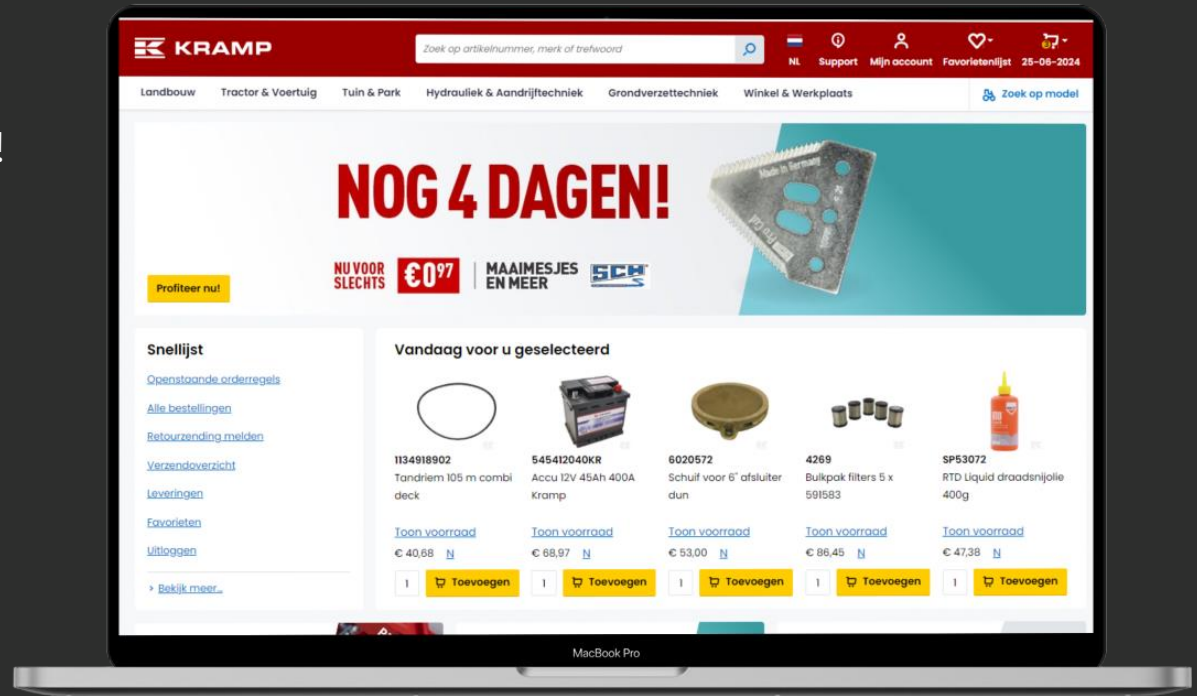 !
KRAMP
Zoek op artikelnummer, merk of trefwoord
NL Support Mijn account Favorietenlijst 25-06-2024
Landbouw Tractor & Voertuig Tuin & Park Hydrauliek & Aandrijftechniek Grondverzettechniek Winkel & Werkplaats Zoek op model
NOG 4 DAGEN!
Made in Germany
Pro Cut
NU VOOR SLECHTS €097 MAAIMESJES EN MEER SCH
Profiteer nu!
Snellijst
Openstaande orderregels
Alle bestellingen
Retourzending melden
Verzendoverzicht
Leveringen
Favorieten
Uitloggen
> Bekijk meer...
Vandaag voor u geselecteerd
1134918902
Tandriem 105 m combi
deck
Toon voorraad
€ 40,68 N
1 Toevoegen
545412040KR
Accu 12V 45Ah 400A
Kramp
Toon voorraad
€ 68,97 N
1 Toevoegen
6020572
Schuif voor 6" afsluiter
dun
Toon voorraad
€ 53,00 N
1 Toevoegen
4269
Bulkpak filters 5 x
591583
Toon voorraad
€ 86,45 N
1 Toevoegen
SP53072
RTD Liquid draadsnijolie
400g
Toon voorraad
€ 47,38 N
1 Toevoegen
MacBook Pro